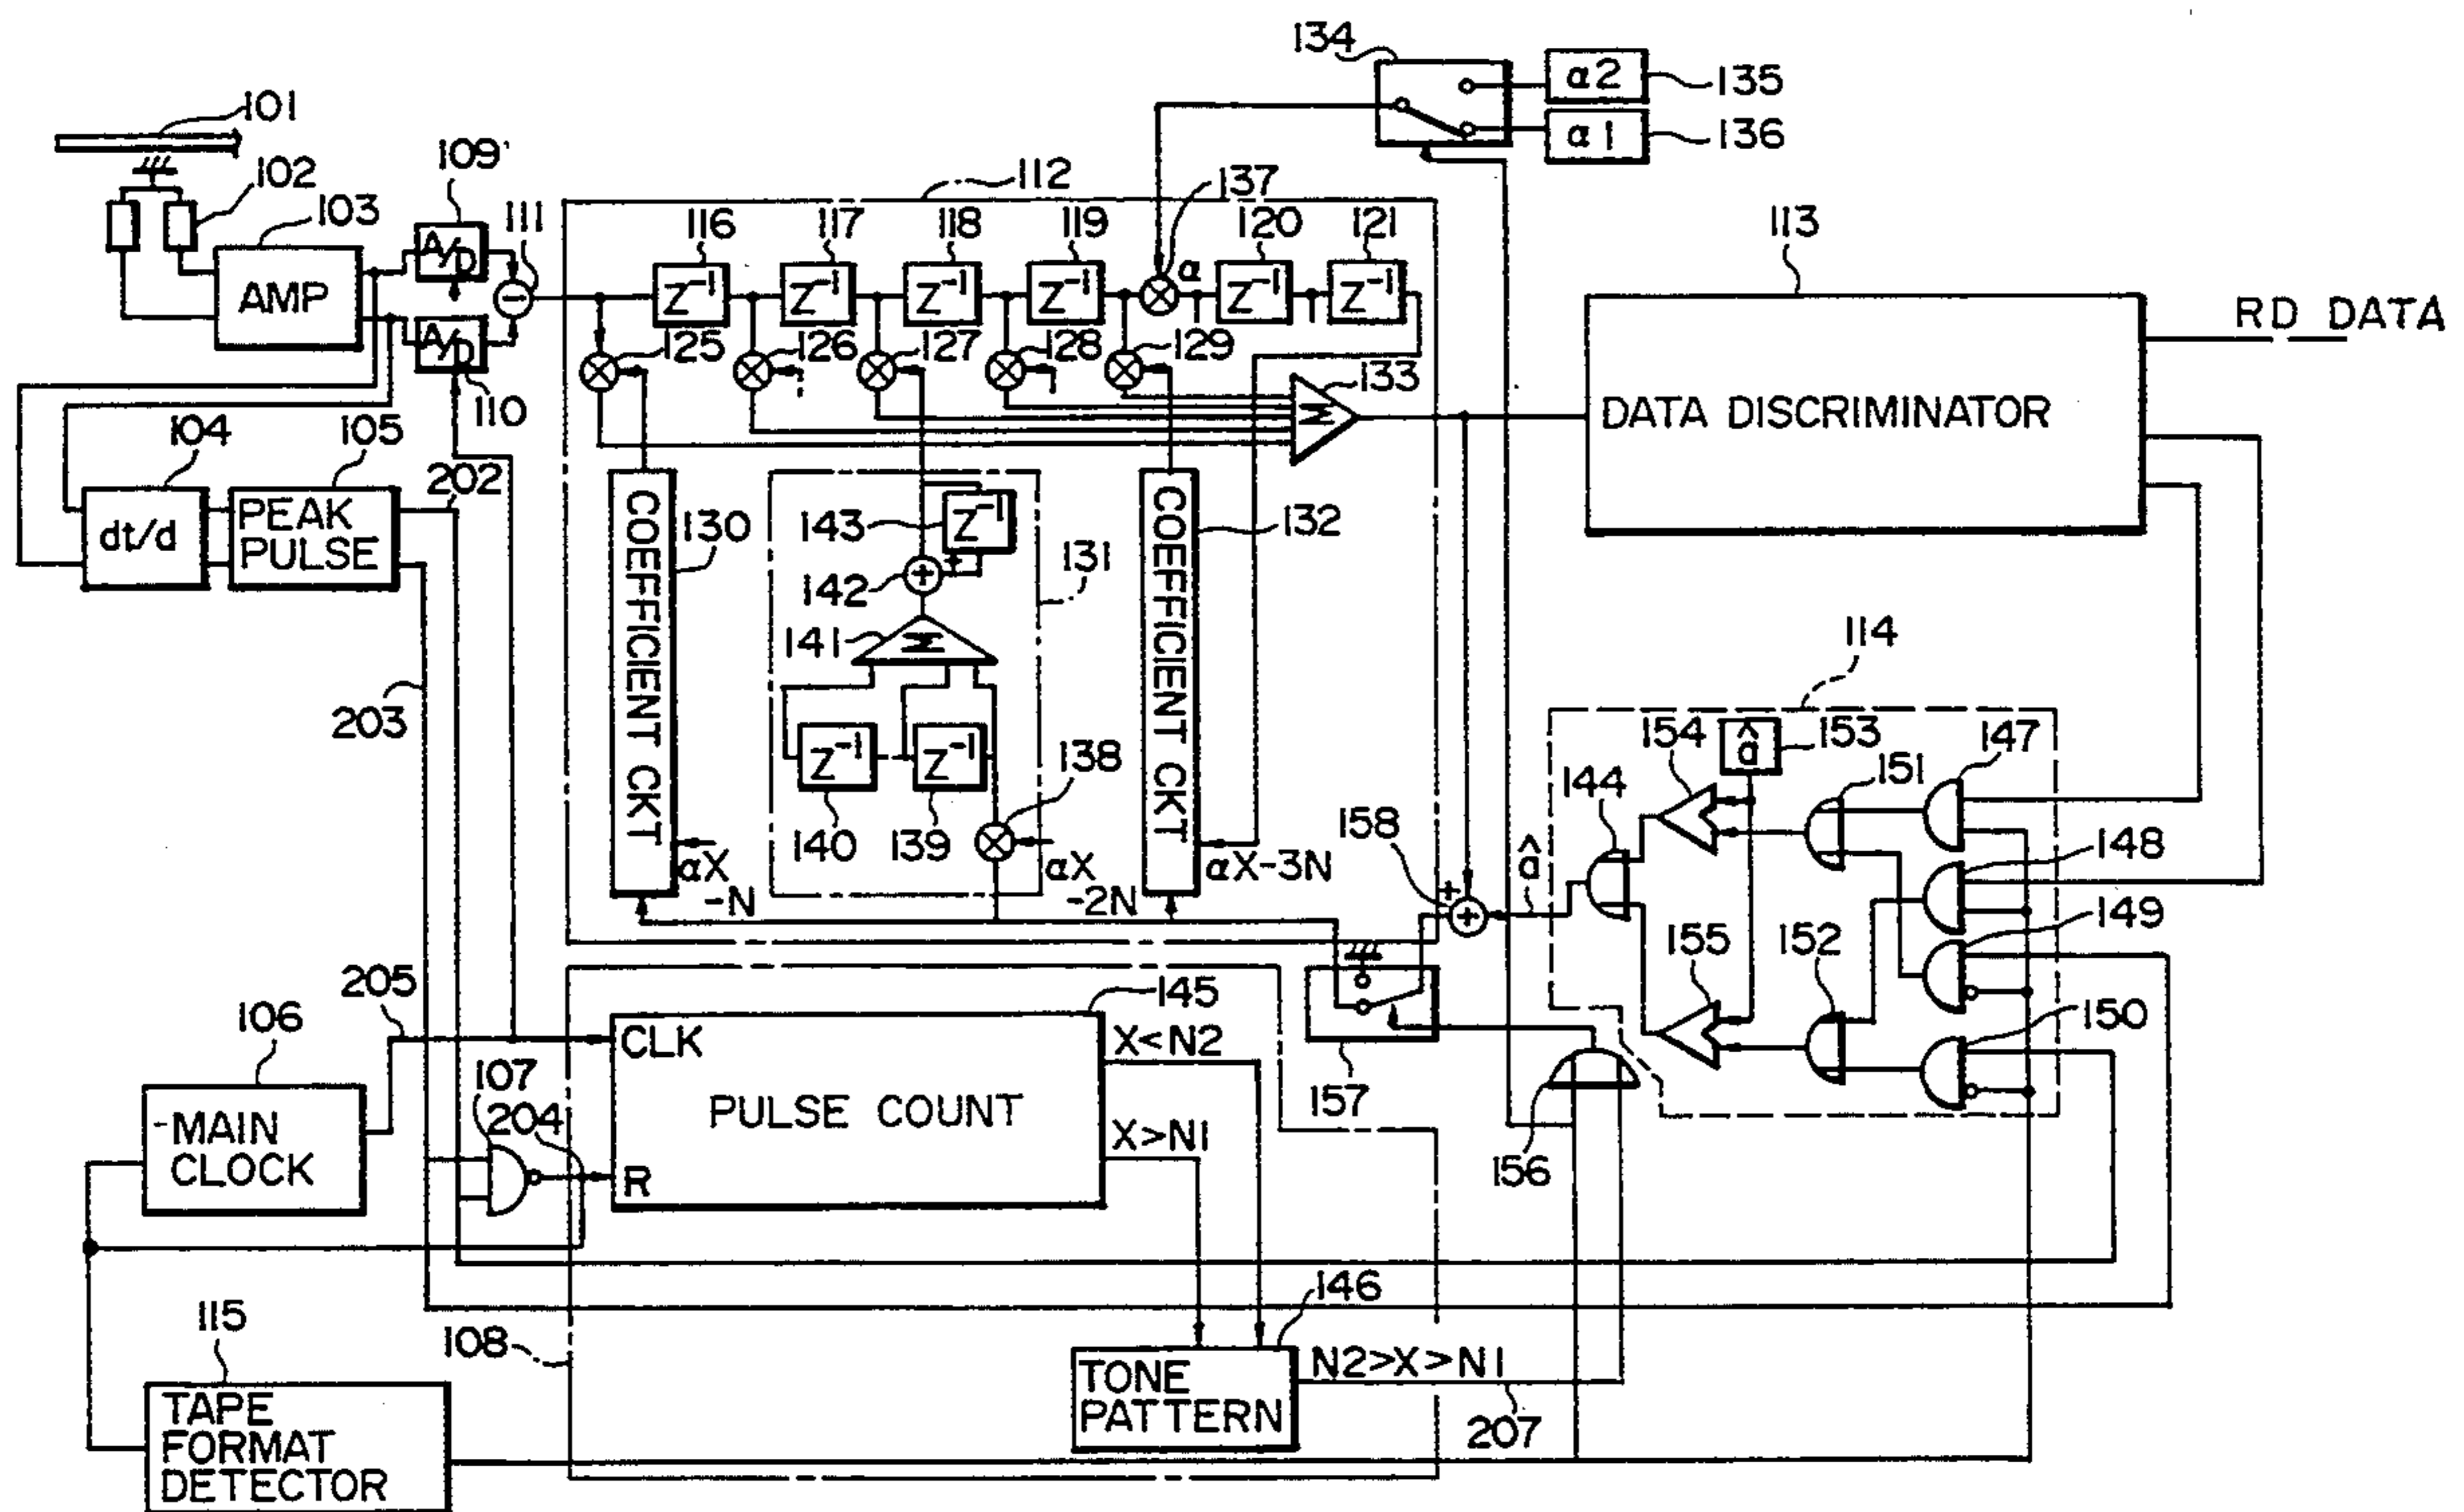 134
α2
135
α1
136
101
102
103
109'
111
112
137
116
117
118
119
120
121
113
AMP
A/D
A/D
110
Z⁻¹
Z⁻¹
Z⁻¹
Z⁻¹
α
Z⁻¹
Z⁻¹
RD DATA
125
126
127
128
129
133
Σ
DATA DISCRIMINATOR
104
105
202
dt/d
PEAK
PULSE
COEFFICIENT CKT
130
143
Z⁻¹
+
142
+
131
141
Σ
COEFFICIENT CKT
132
203
Z⁻¹
Z⁻¹
138
140
139
αX
-N
αX
-2N
αX-3N
114
154
â
153
147
144
151
148
158
+
+
â
149
155
152
150
205
106
MAIN
CLOCK
107
204
CLK
PULSE COUNT
R
145
X<N2
X>N1
157
156
115
TAPE
FORMAT
DETECTOR
108
146
TONE
PATTERN
N2>X>N1
207